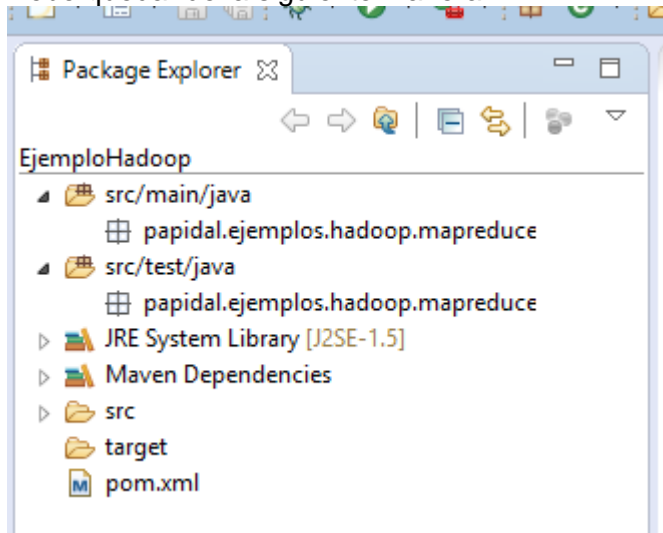 Package Explorer
EjemploHadoop
src/main/java
papidal.ejemplos.hadoop.mapreduce
src/test/java
papidal.ejemplos.hadoop.mapreduce
JRE System Library [J2SE-1.5]
Maven Dependencies
src
target
pom.xml